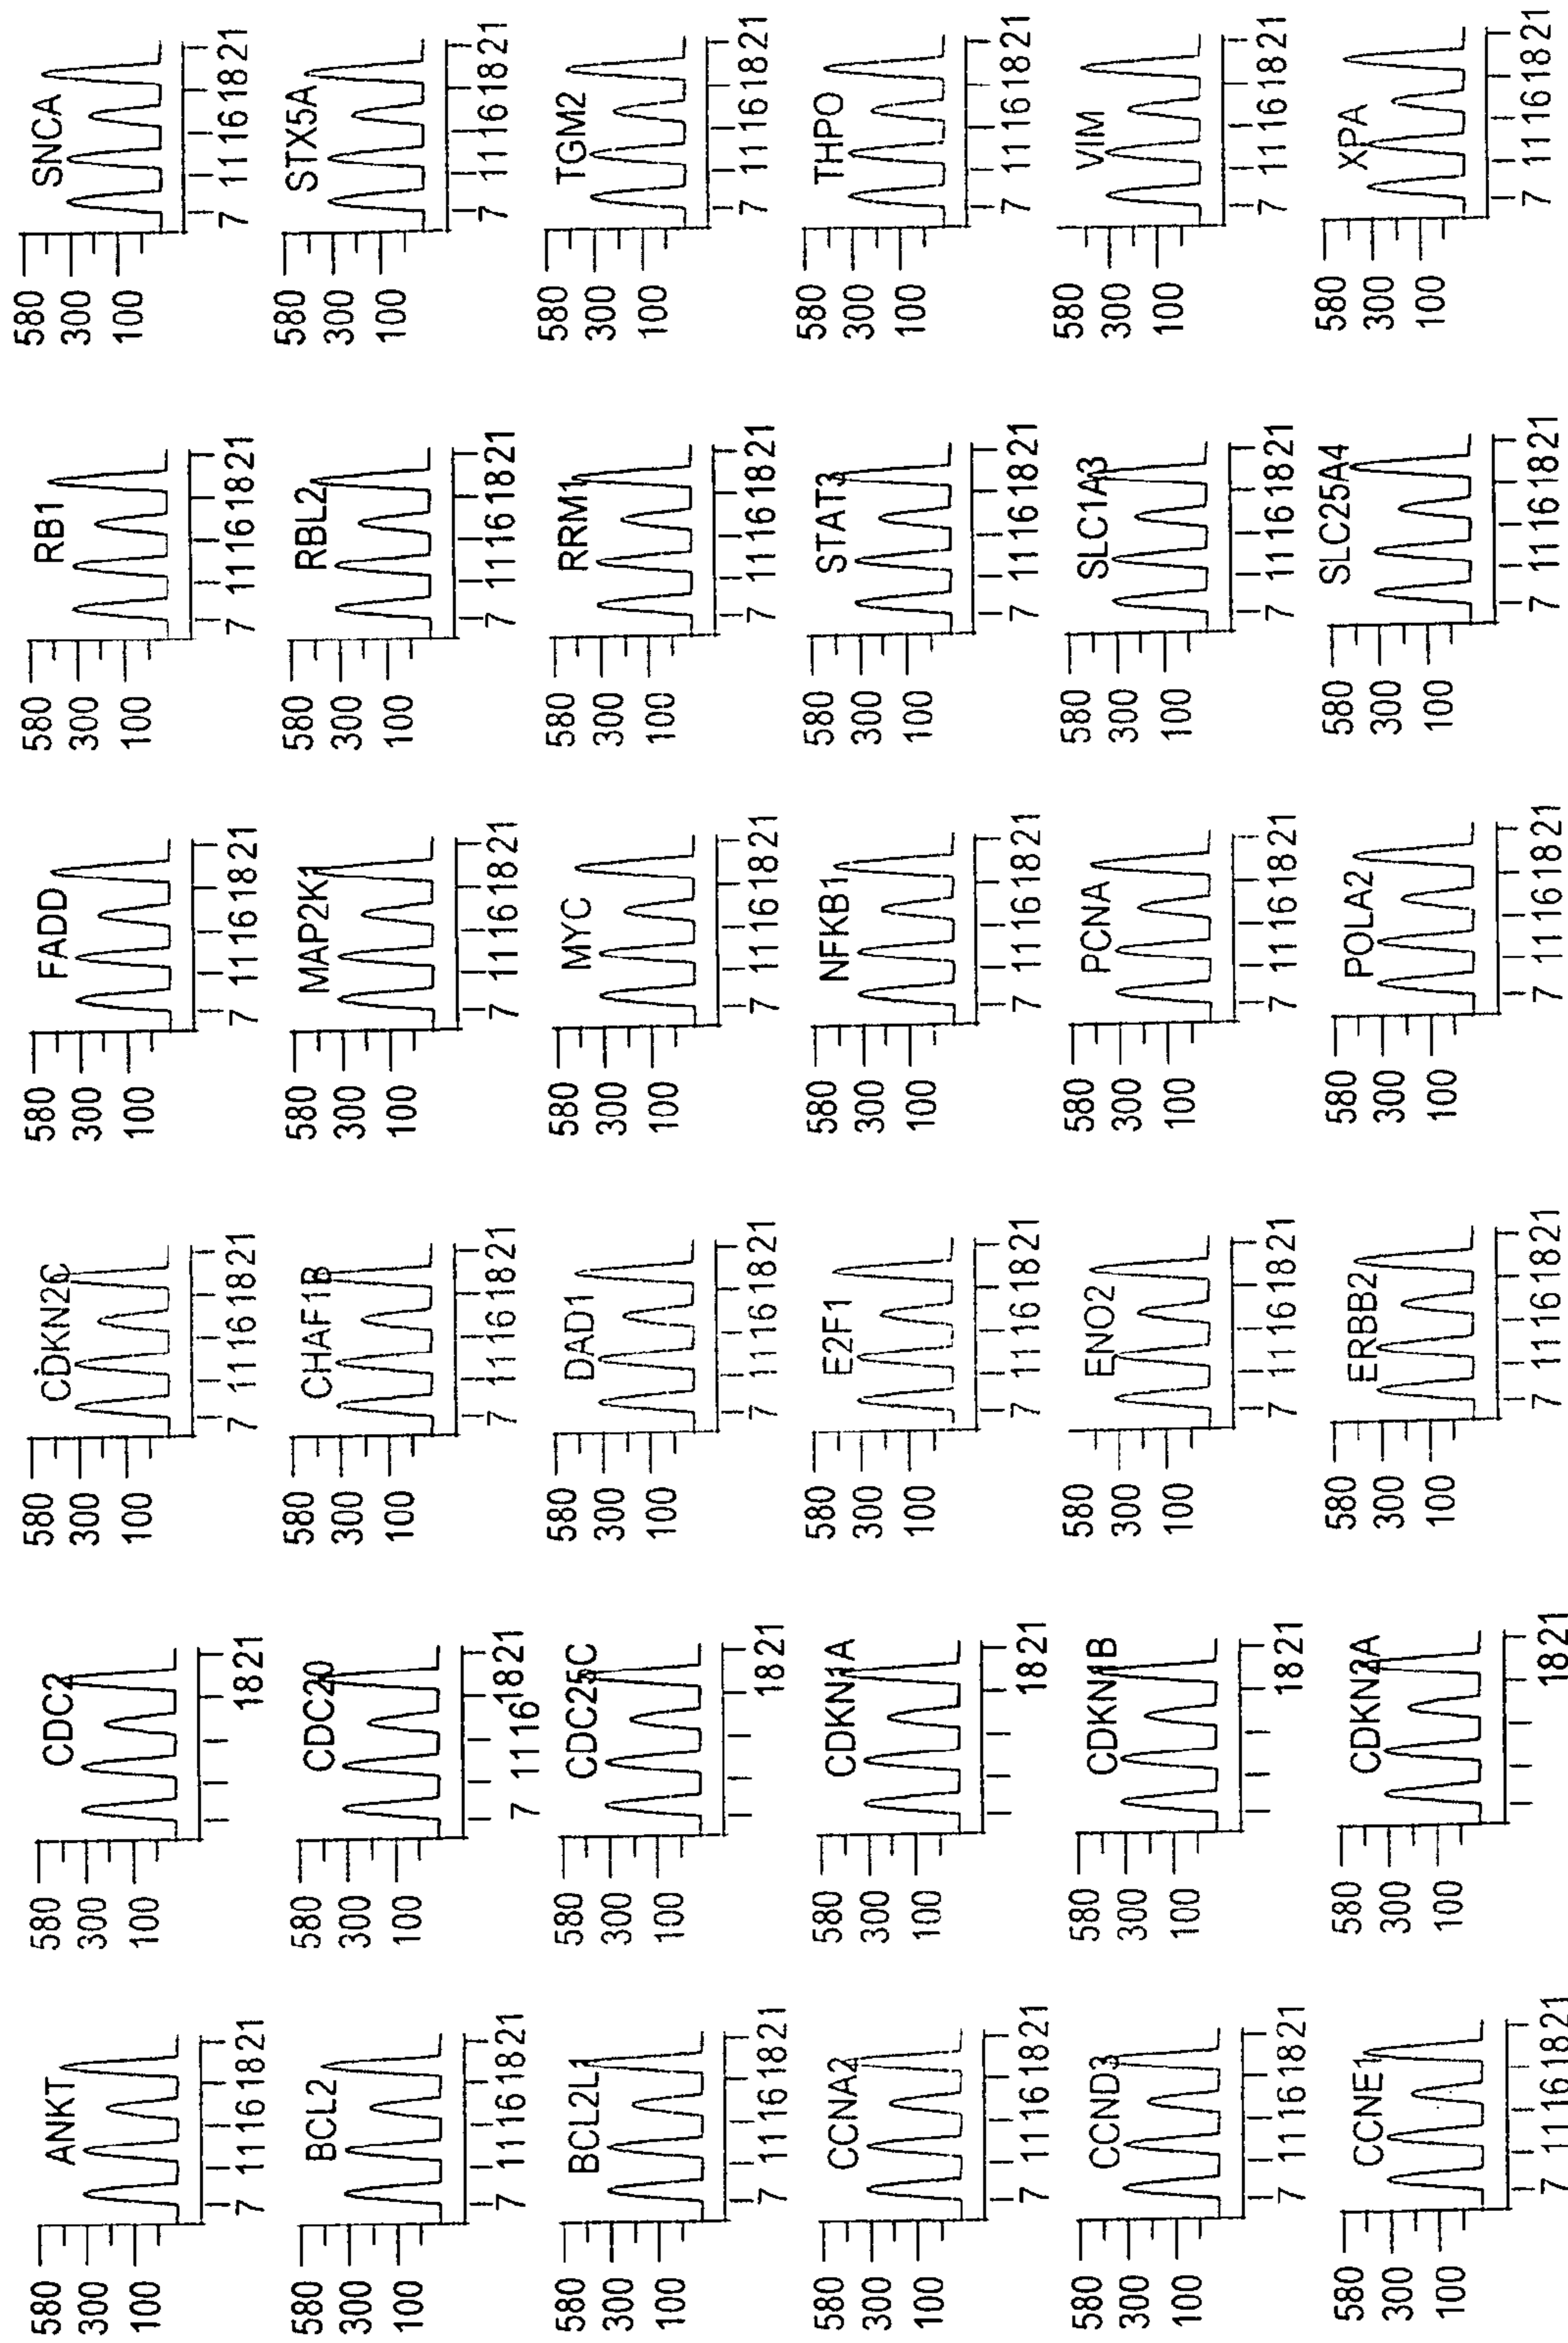 ANKT CDC2 CDKN2C FADD RB1 SNCA
580 580 580 580 580 580
300 300 300 300 300 300
100 100 100 100 100 100
7 11 16 18 21 18 21 7 11 16 18 21 7 11 16 18 21 7 11 16 18 21 7 11 16 18 21
BCL2 CDC20 CHAF1B MAP2K1 RBL2 STX5A
580 580 580 580 580 580
300 300 300 300 300 300
100 100 100 100 100 100
7 11 16 18 21 7 11 16 18 21 7 11 16 18 21 7 11 16 18 21 7 11 16 18 21 7 11 16 18 21
BCL2L1 CDC25C DAD1 MYC RRM1 TGM2
580 580 580 580 580 580
300 300 300 300 300 300
100 100 100 100 100 100
7 11 16 18 21 18 21 7 11 16 18 21 7 11 16 18 21 7 11 16 18 21 7 11 16 18 21
CCNA2 CDKN1A E2F1 NFKB1 STAT3 THPO
580 580 580 580 580 580
300 300 300 300 300 300
100 100 100 100 100 100
7 11 16 18 21 18 21 7 11 16 18 21 7 11 16 18 21 7 11 16 18 21 7 11 16 18 21
CCND3 CDKN1B ENO2 PCNA SLC1A3 VIM
580 580 580 580 580 580
300 300 300 300 300 300
100 100 100 100 100 100
7 11 16 18 21 18 21 7 11 16 18 21 7 11 16 18 21 7 11 16 18 21 7 11 16 18 21
CCNE1 CDKN2A ERBB2 POLA2 SLC25A4 XPA
580 580 580 580 580 580
300 300 300 300 300 300
100 100 100 100 100 100
7 11 16 18 21 18 21 7 11 16 18 21 7 11 16 18 21 7 11 16 18 21 7 11 16 18 21